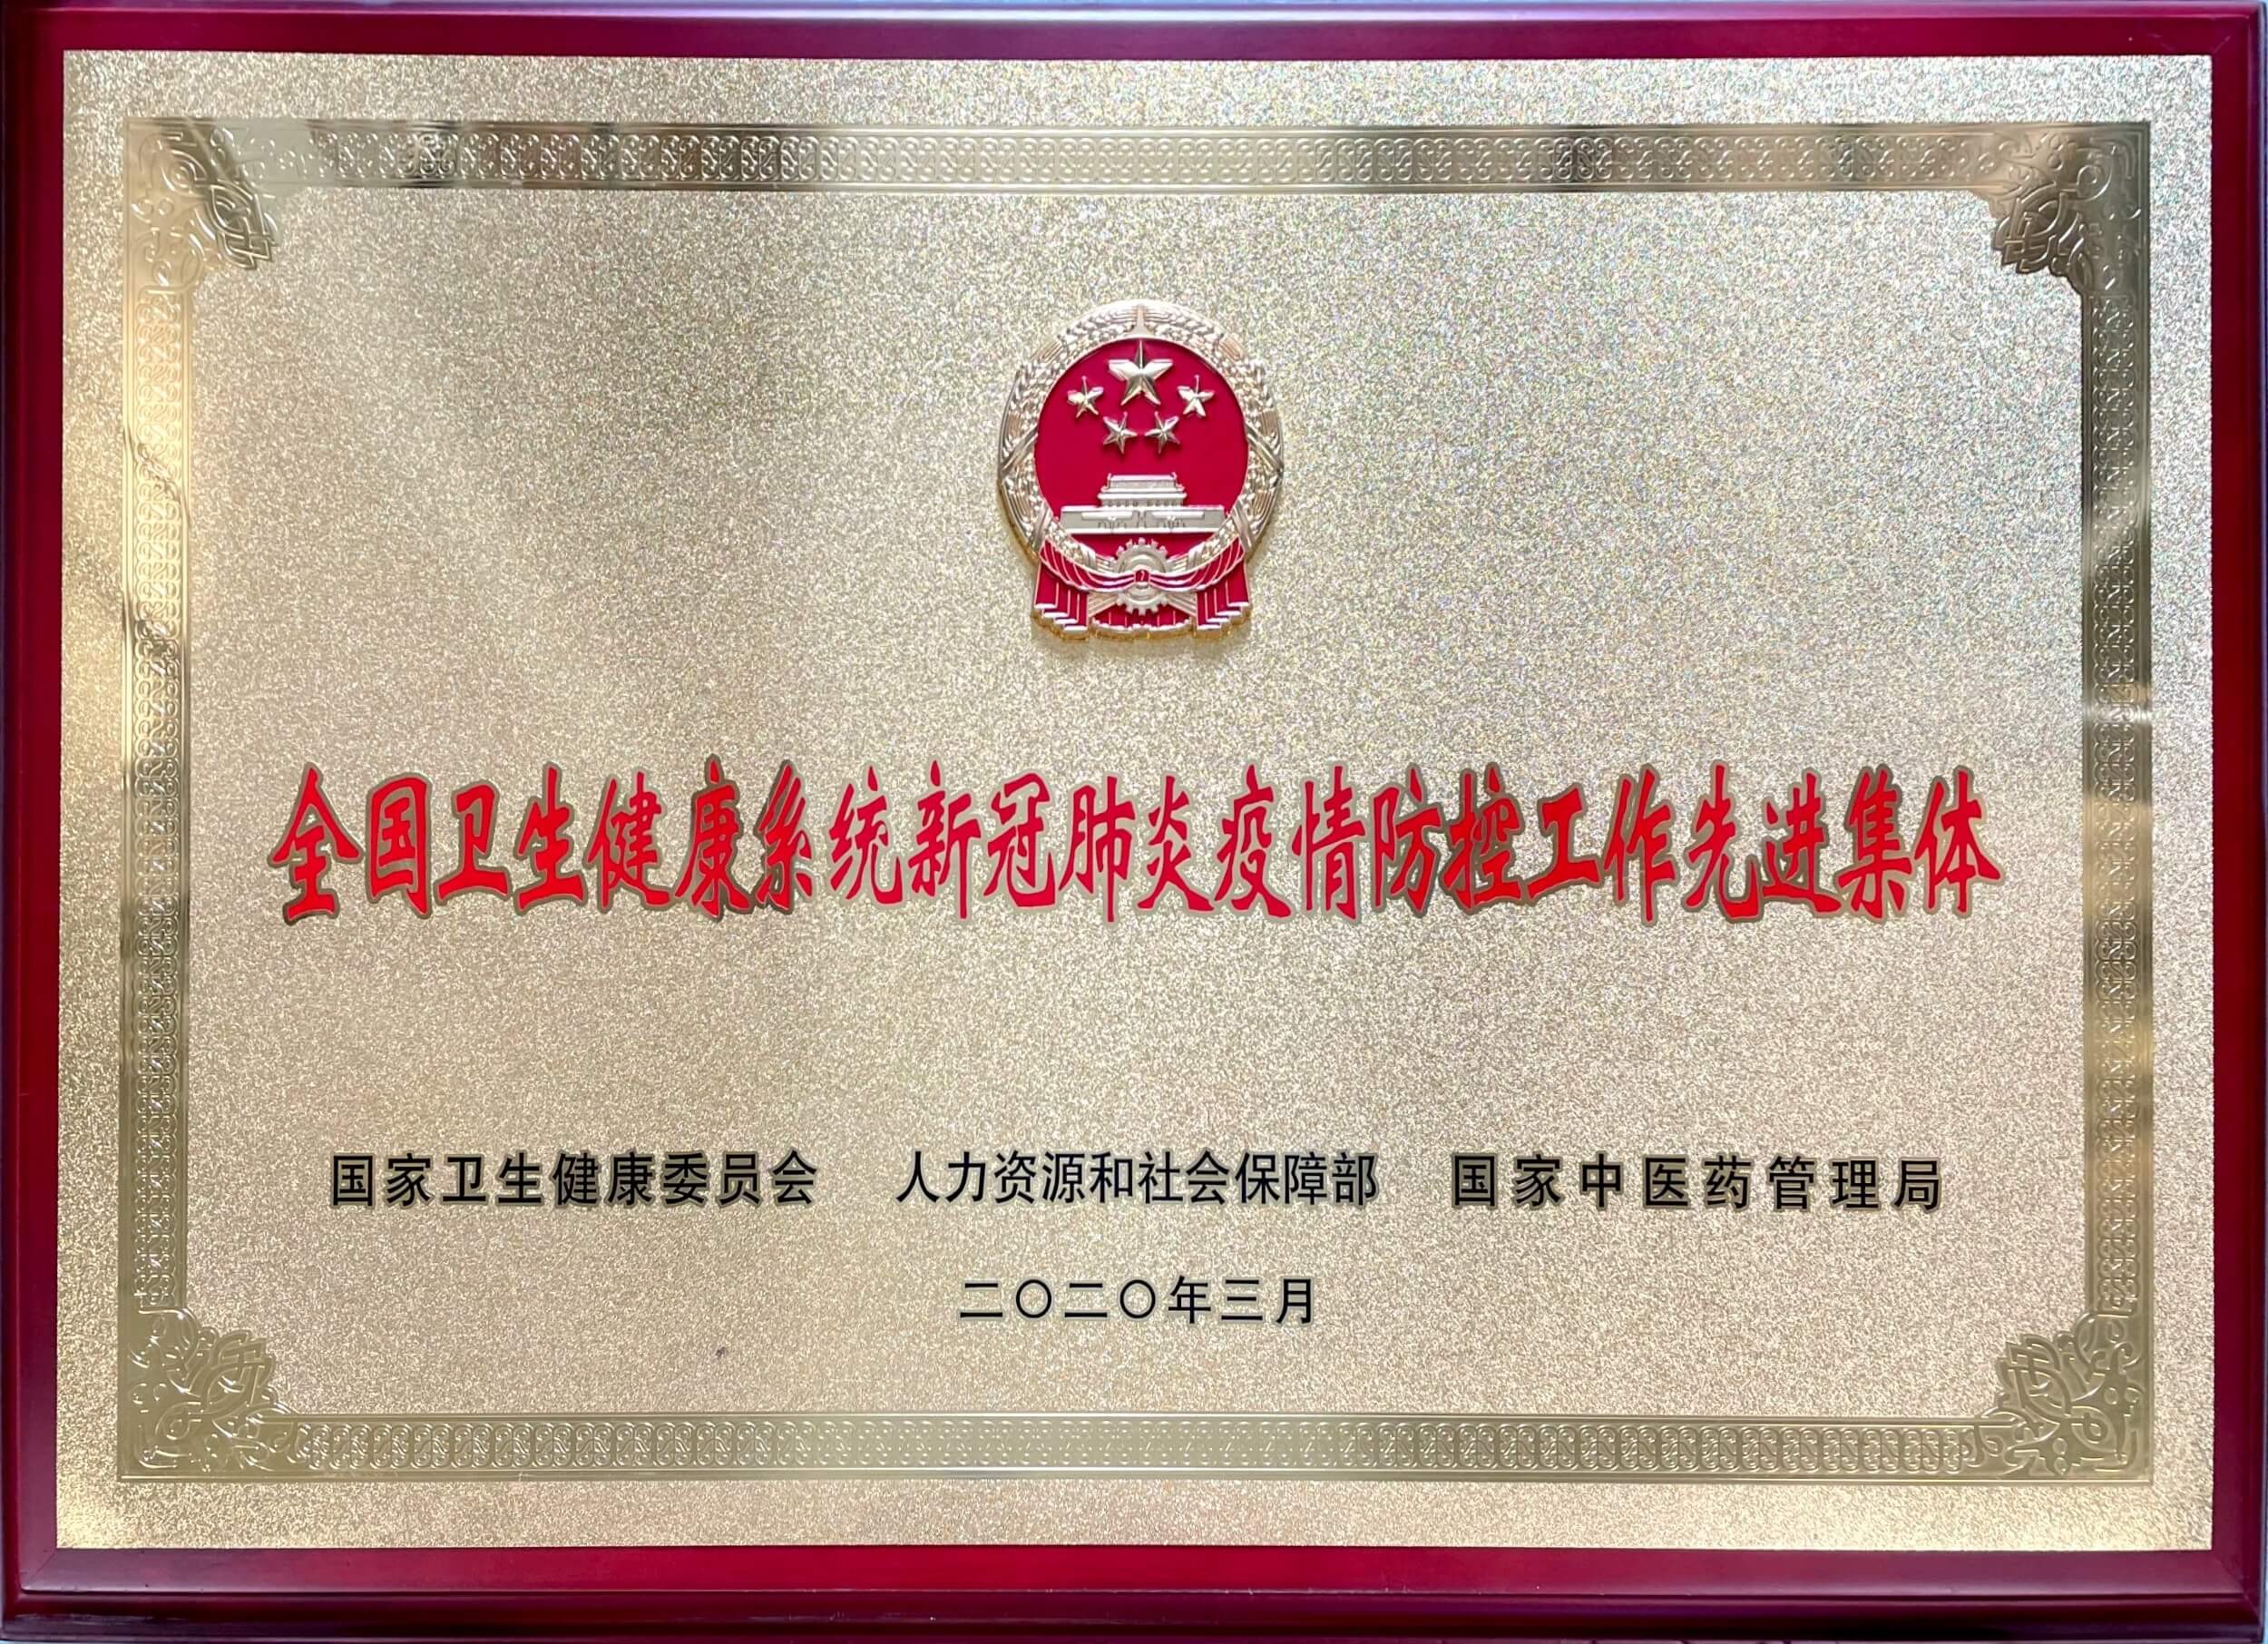 全国卫生健康系统新冠肺炎疫情防控工作先进集体
国家卫生健康委员会 人力资源和社会保障部 国家中医药管理局
二〇二〇年三月